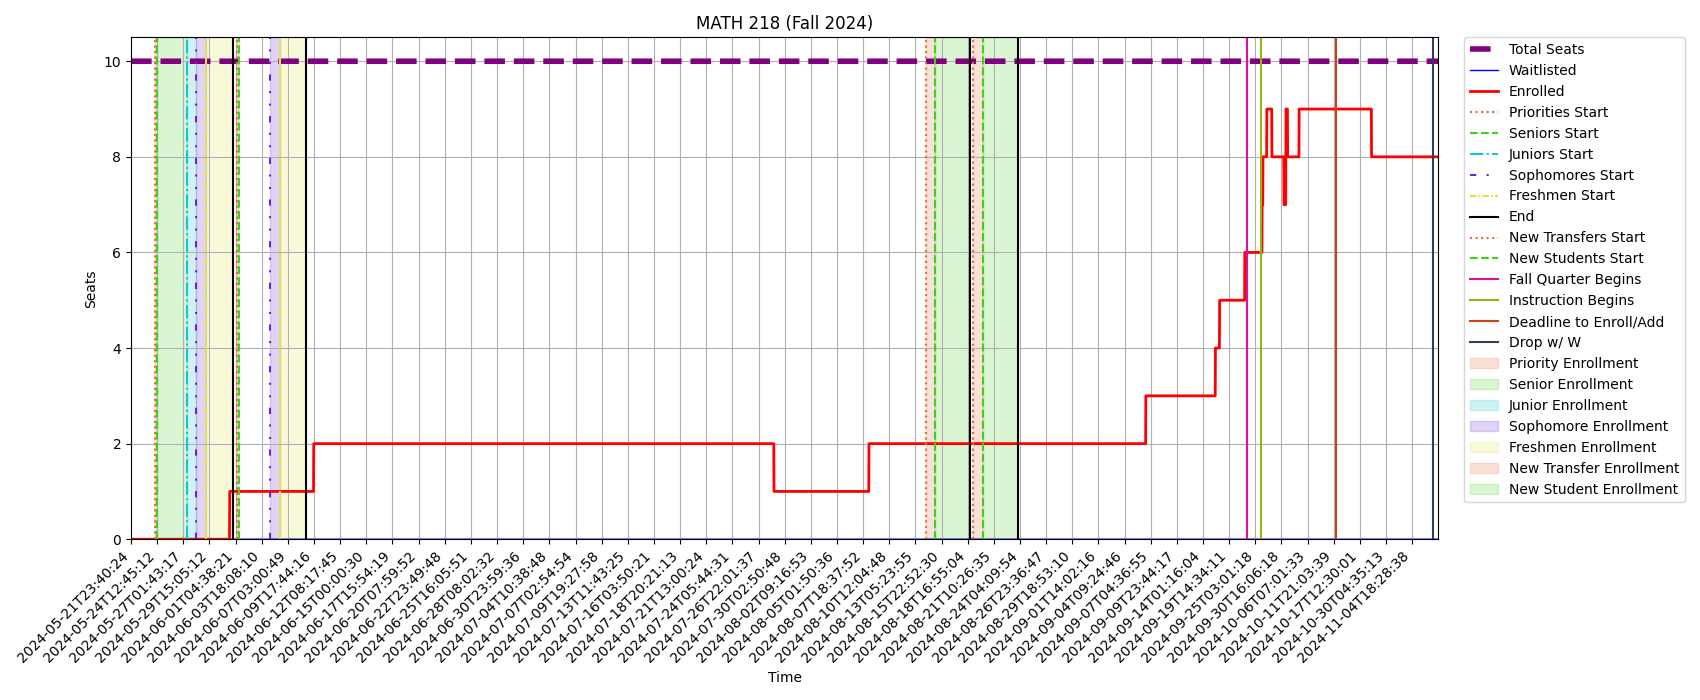 MATH 218 (Fall 2024)
Seats
10
8
6
4
2
0
2024-05-21T23:40:24
2024-05-24T12:45:12
2024-05-27T01:43:17
2024-05-29T15:05:12
2024-06-01T04:38:21
2024-06-03T18:08:10
2024-06-07T03:00:49
2024-06-09T17:44:16
2024-06-12T08:17:45
2024-06-15T00:00:30
2024-06-17T15:54:19
2024-06-20T07:59:52
2024-06-22T23:49:48
2024-06-25T16:05:51
2024-06-28T08:02:32
2024-06-30T23:59:36
2024-07-04T10:38:48
2024-07-07T02:54:54
2024-07-09T19:27:58
2024-07-13T11:43:25
2024-07-16T03:50:21
2024-07-18T20:21:13
2024-07-21T13:00:24
2024-07-24T05:44:31
2024-07-26T22:01:37
2024-07-30T02:50:48
2024-08-02T09:16:53
2024-08-05T01:50:36
2024-08-07T18:37:52
2024-08-10T12:04:48
2024-08-13T05:23:55
2024-08-15T22:52:30
2024-08-18T16:55:04
2024-08-21T10:26:35
2024-08-24T04:09:54
2024-08-26T23:36:47
2024-08-29T18:53:10
2024-09-01T14:02:16
2024-09-04T09:24:46
2024-09-07T04:36:55
2024-09-09T23:44:17
2024-09-14T01:16:04
2024-09-19T14:34:11
2024-09-25T03:01:18
2024-09-30T16:06:18
2024-10-06T07:01:33
2024-10-11T21:03:39
2024-10-17T12:30:01
2024-10-30T04:35:13
2024-11-04T18:28:38
Time
Total Seats
Waitlisted
Enrolled
Priorities Start
Seniors Start
Juniors Start
Sophomores Start
Freshmen Start
End
New Transfers Start
New Students Start
Fall Quarter Begins
Instruction Begins
Deadline to Enroll/Add
Drop w/ W
Priority Enrollment
Senior Enrollment
Junior Enrollment
Sophomore Enrollment
Freshmen Enrollment
New Transfer Enrollment
New Student Enrollment